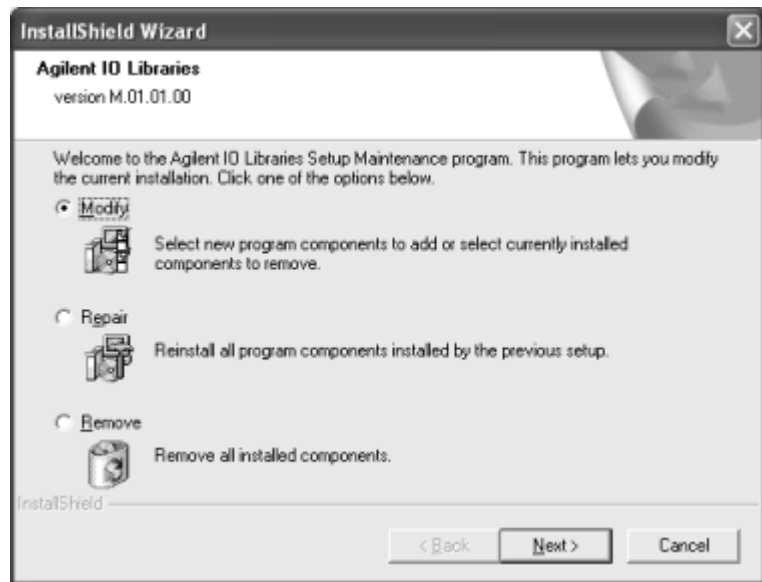 InstallShield Wizard
Agilent IO Libraries
version M.01.01.00
Welcome to the Agilent IO Libraries Setup Maintenance program. This program lets you modify
the current installation. Click one of the options below.
Modify
Select new program components to add or select currently installed
components to remove.
Repair
Reinstall all program components installed by the previous setup.
Remove
Remove all installed components.
InstallShield
< Back
Next >
Cancel